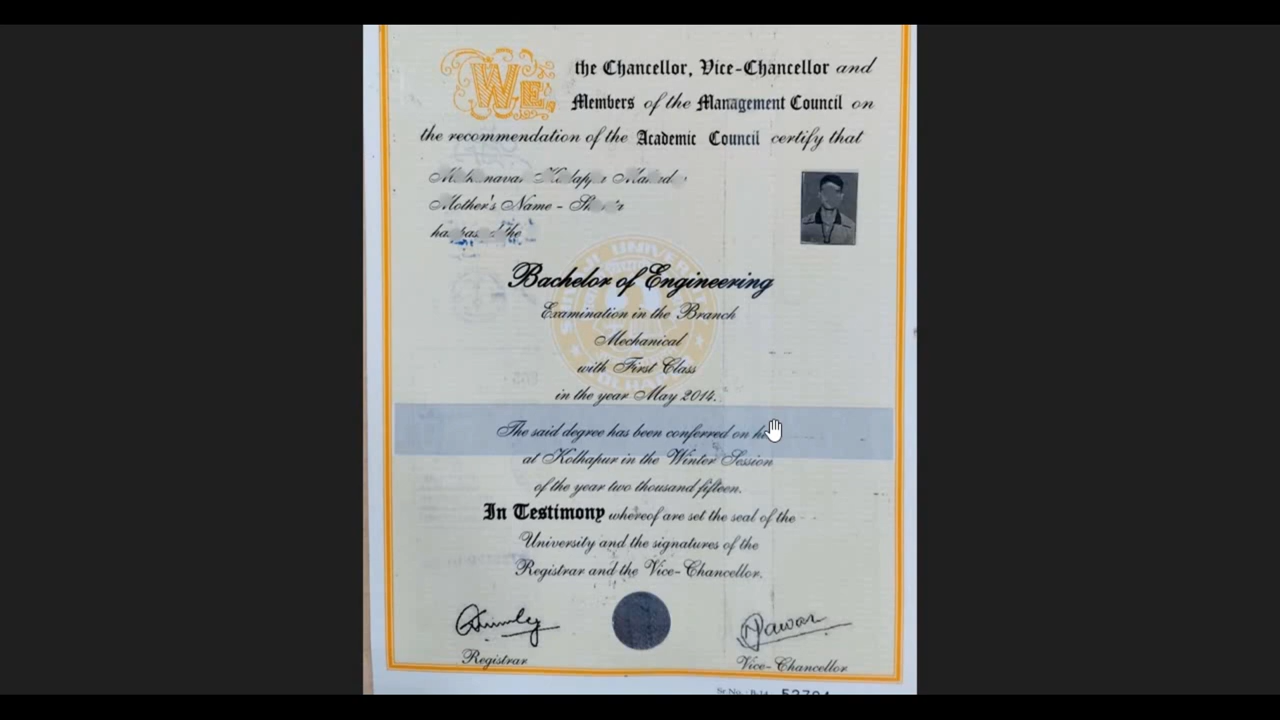 We,
the Chancellor, Vice-Chancellor and
Members of the Management Council on
the recommendation of the Academic Council certify that
Mother's Name -
the
Bachelor of Engineering
Examination in the Branch
Mechanical
with First Class
in the year May 2014.
The said degree has been conferred on
at Kolhapur in the Winter Session
of the year two thousand fifteen.
In Testimony whereof are set the seal of the
University and the signatures of the
Registrar and the Vice-Chancellor.
Registrar
Vice-Chancellor
Sr No.